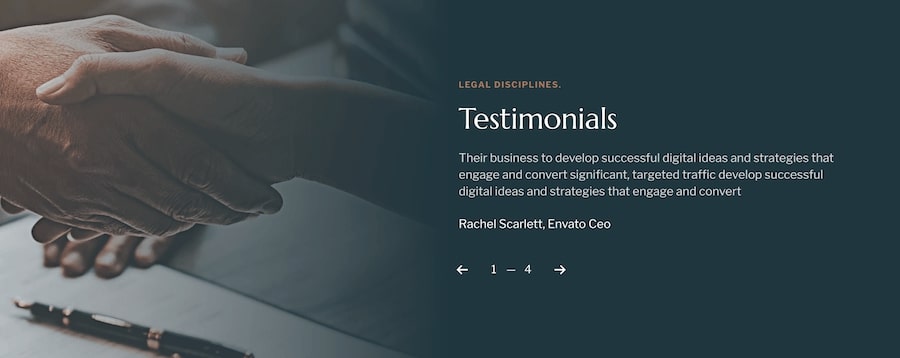 LEGAL DISCIPLINES.
Testimonials
Their business to develop successful digital ideas and strategies that
engage and convert significant, targeted traffic develop successful
digital ideas and strategies that engage and convert
Rachel Scarlett, Envato Ceo
← 1 — 4 →